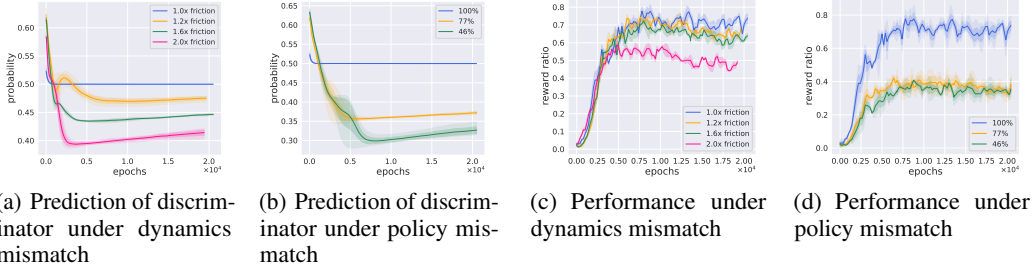 1.0x friction
1.2x friction
1.6x friction
2.0x friction
probability
0.60
0.55
0.50
0.45
0.40
0.0 0.5 1.0 1.5 2.0
epochs
×10⁴
100%
77%
46%
probability
0.65
0.60
0.55
0.50
0.45
0.40
0.35
0.30
0.0 0.5 1.0 1.5 2.0
epochs
×10⁴
reward ratio
0.8
0.7
0.6
0.5
0.4
0.3
0.2
0.1
0.0
1.0x friction
1.2x friction
1.6x friction
2.0x friction
0.00 0.25 0.50 0.75 1.00 1.25 1.50 1.75 2.00
epochs
×10⁴
reward ratio
0.8
0.6
0.4
0.2
0.0
100%
77%
46%
0.00 0.25 0.50 0.75 1.00 1.25 1.50 1.75 2.00
epochs
×10⁴
(a) Prediction of discrim-
inator under dynamics
mismatch
(b) Prediction of discrim-
inator under policy mis-
match
(c) Performance under
dynamics mismatch
(d) Performance under
policy mismatch